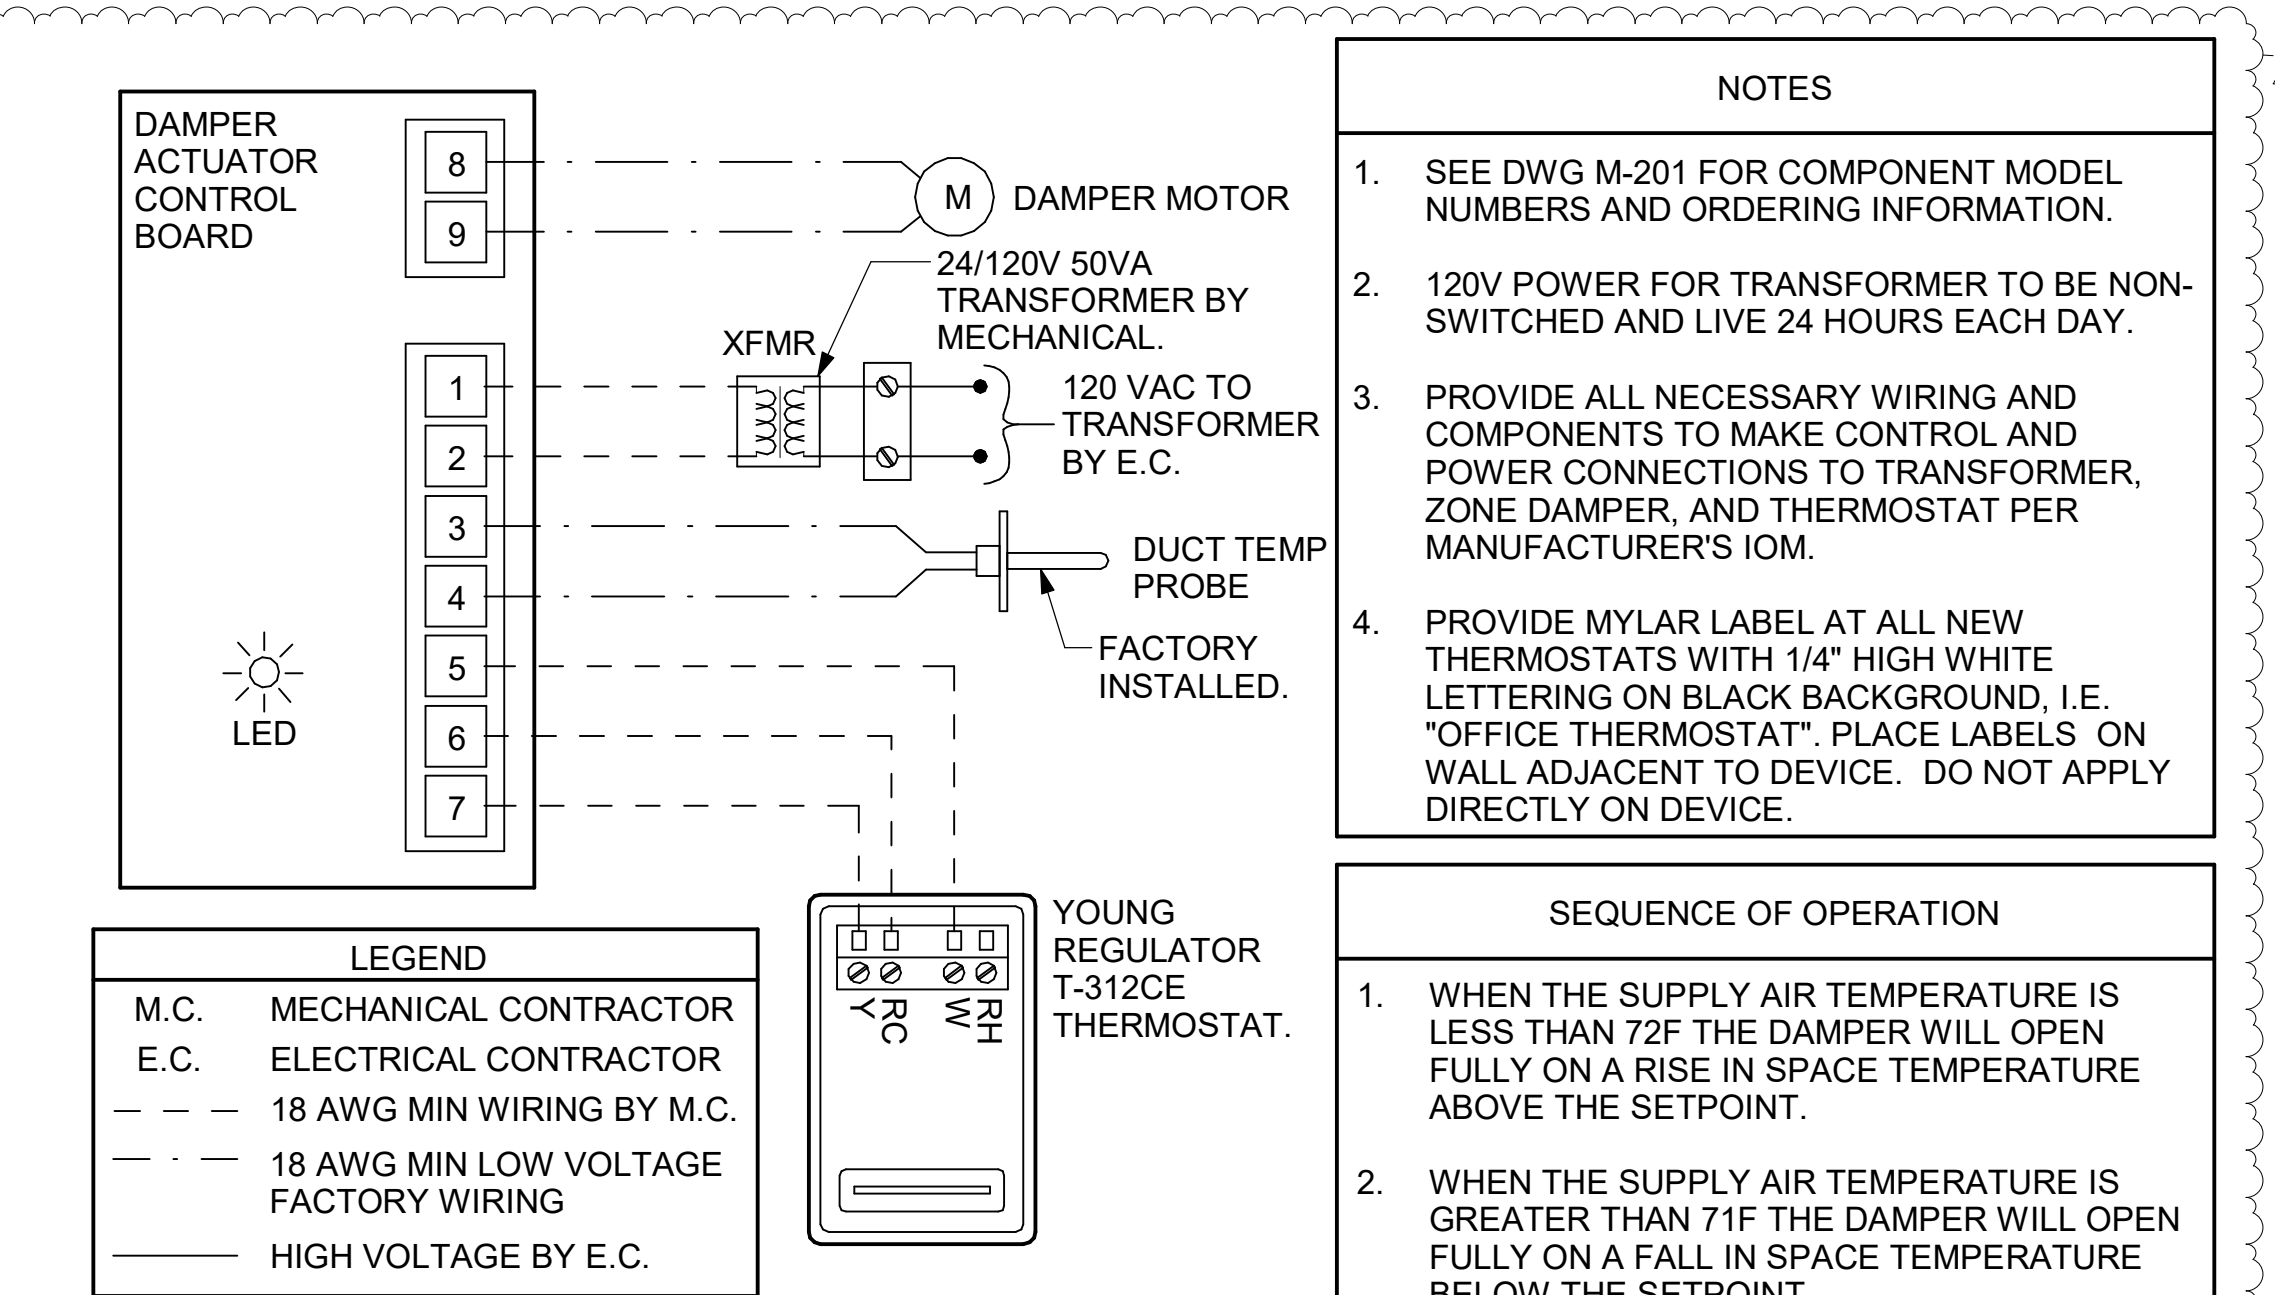 DAMPER
ACTUATOR
CONTROL
BOARD
8
9
M
DAMPER MOTOR
24/120V 50VA
TRANSFORMER BY
MECHANICAL.
XFMR
1
2
3
4
5
6
7
120 VAC TO
TRANSFORMER
BY E.C.
DUCT TEMP
PROBE
FACTORY
INSTALLED.
LED
YOUNG
REGULATOR
T-312CE
THERMOSTAT.
Y
RC
W
RH
LEGEND
M.C. MECHANICAL CONTRACTOR
E.C. ELECTRICAL CONTRACTOR
18 AWG MIN WIRING BY M.C.
18 AWG MIN LOW VOLTAGE
FACTORY WIRING
HIGH VOLTAGE BY E.C.
NOTES
1. SEE DWG M-201 FOR COMPONENT MODEL
NUMBERS AND ORDERING INFORMATION.
2. 120V POWER FOR TRANSFORMER TO BE NON-
SWITCHED AND LIVE 24 HOURS EACH DAY.
3. PROVIDE ALL NECESSARY WIRING AND
COMPONENTS TO MAKE CONTROL AND
POWER CONNECTIONS TO TRANSFORMER,
ZONE DAMPER, AND THERMOSTAT PER
MANUFACTURER'S IOM.
4. PROVIDE MYLAR LABEL AT ALL NEW
THERMOSTATS WITH 1/4" HIGH WHITE
LETTERING ON BLACK BACKGROUND, I.E.
"OFFICE THERMOSTAT". PLACE LABELS ON
WALL ADJACENT TO DEVICE. DO NOT APPLY
DIRECTLY ON DEVICE.
SEQUENCE OF OPERATION
1. WHEN THE SUPPLY AIR TEMPERATURE IS
LESS THAN 72F THE DAMPER WILL OPEN
FULLY ON A RISE IN SPACE TEMPERATURE
ABOVE THE SETPOINT.
2. WHEN THE SUPPLY AIR TEMPERATURE IS
GREATER THAN 71F THE DAMPER WILL OPEN
FULLY ON A FALL IN SPACE TEMPERATURE
BELOW THE SETPOINT.